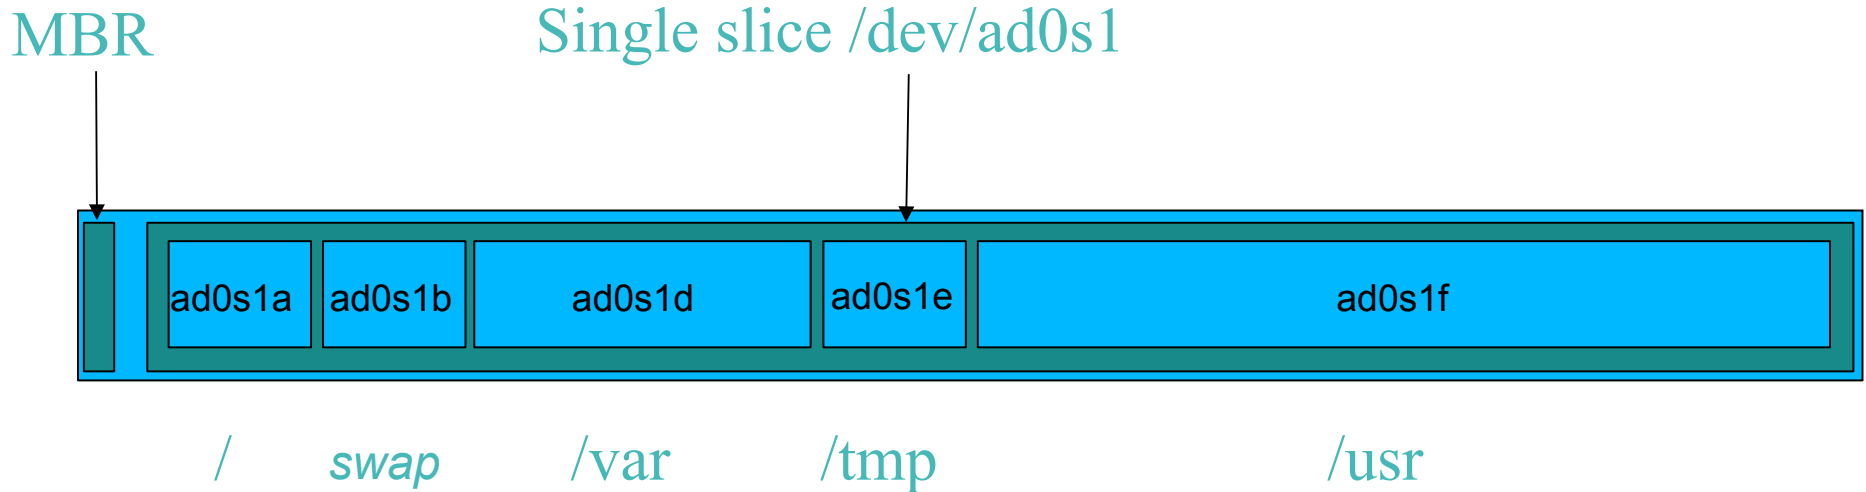 MBR
Single slice /dev/ad0s1
ad0s1a
ad0s1b
ad0s1d
ad0s1e
ad0s1f
/
swap
/var
/tmp
/usr